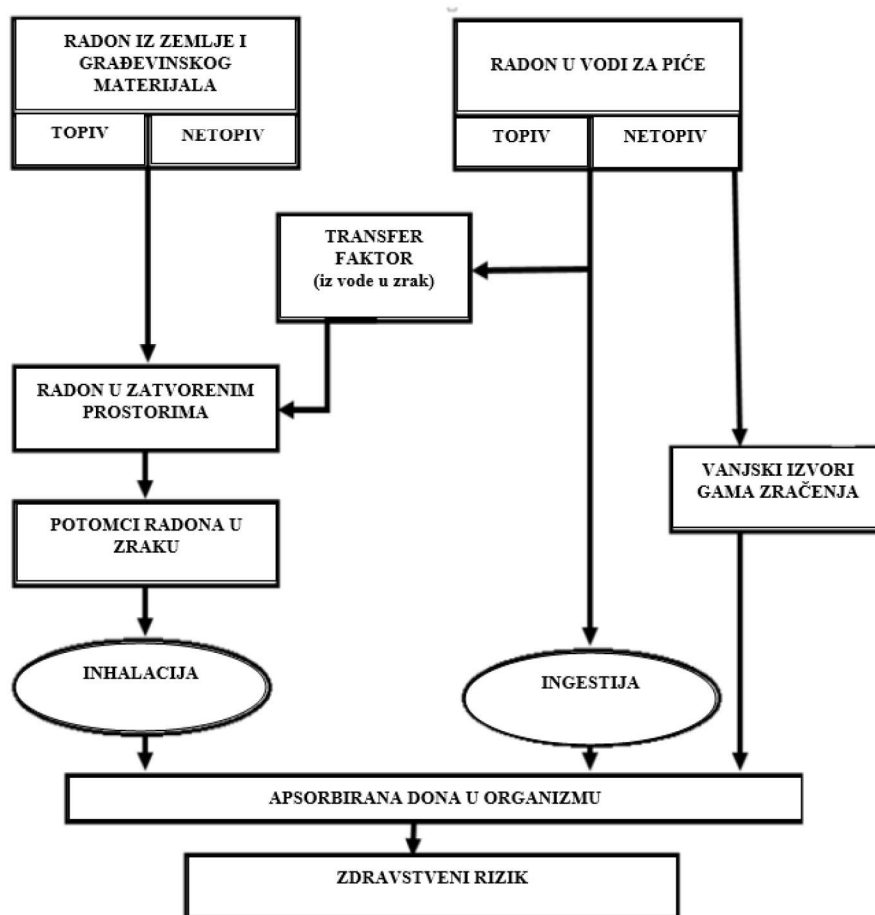 RADON IZ ZEMLJE I
GRAĐEVINSKOG
MATERIJALA
TOPIV
NETOPIV
RADON U VODI ZA PIĆE
TOPIV
NETOPIV
TRANSFER
FAKTOR
(iz vode u zrak)
RADON U ZATVORENIM
PROSTORIMA
VANJSKI IZVORI
GAMA ZRAČENJA
POTOMCI RADONA U
ZRAKU
INHALACIJA
INGESTIJA
APSORBIRANA DONA U ORGANIZMU
ZDRAVSTVENI RIZIK